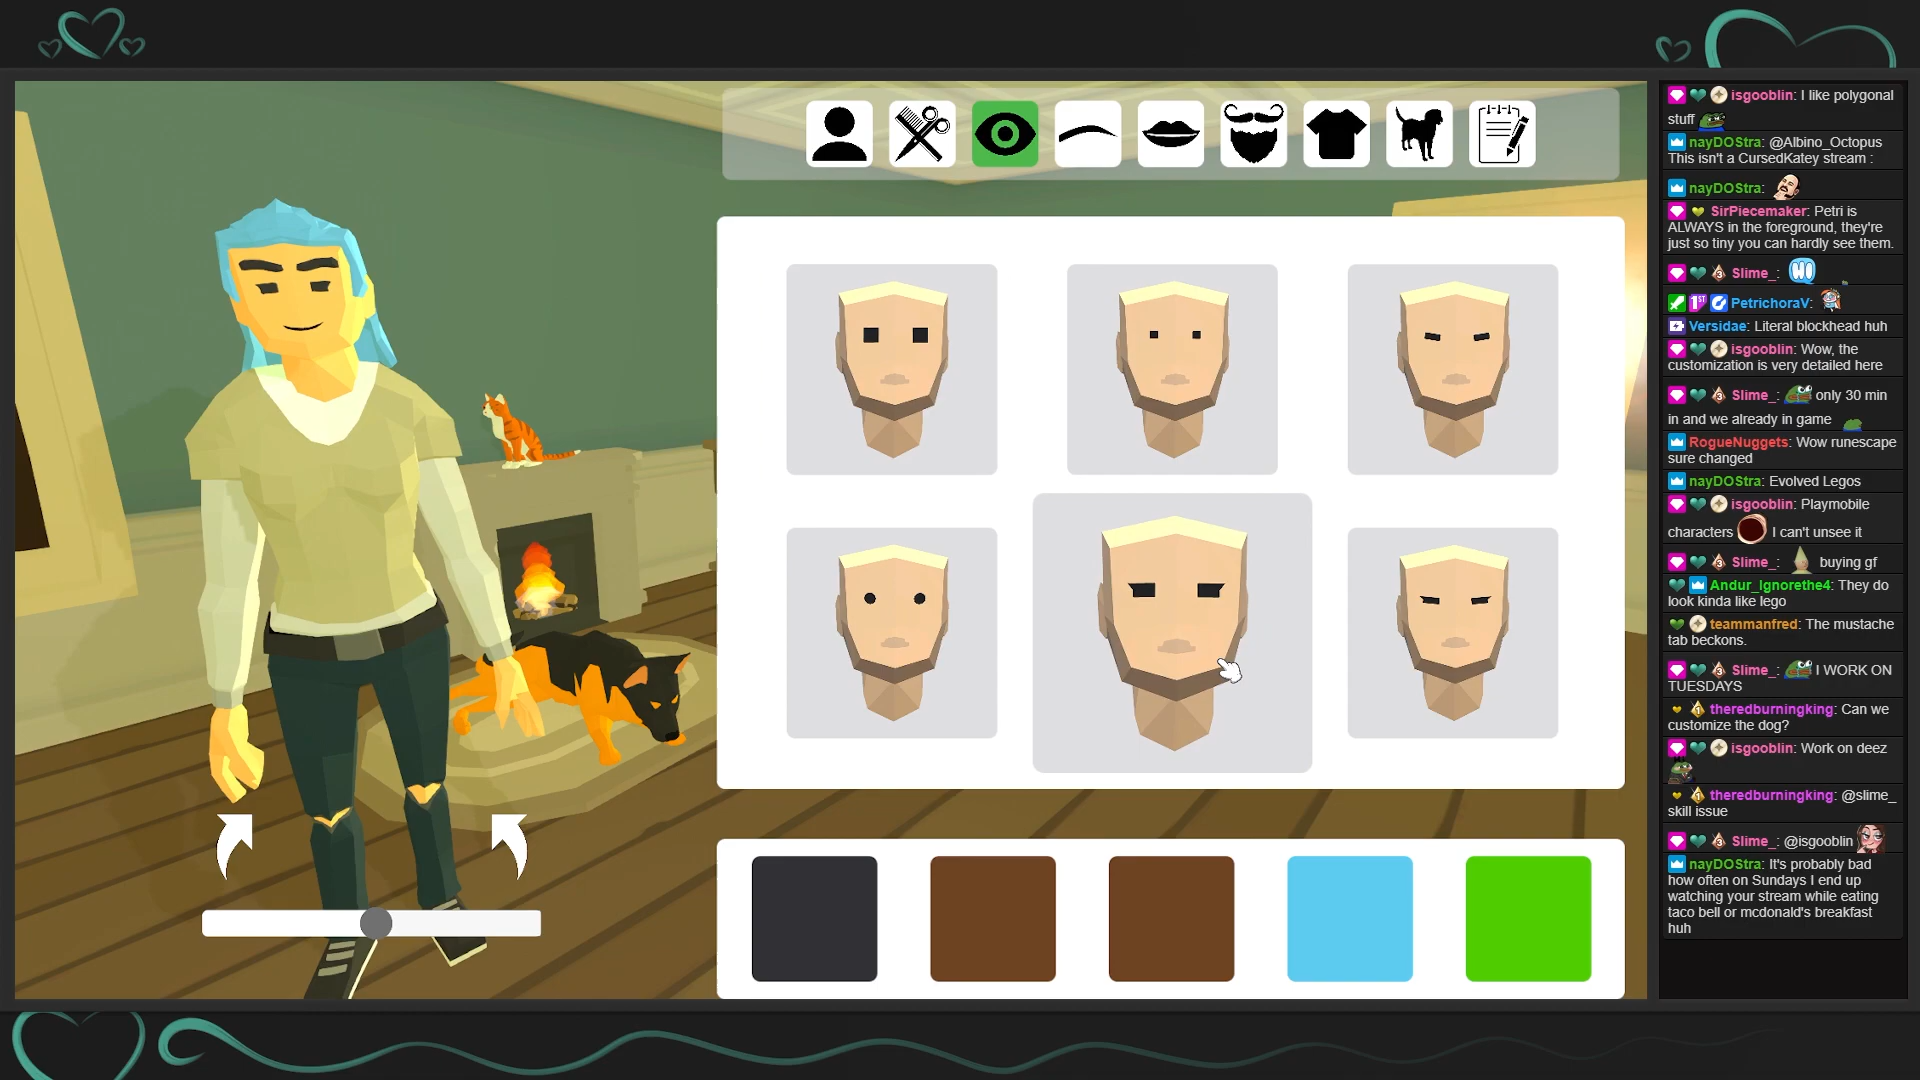 isgooblin: I like polygonal
stuff
nayDOStra: @Albino_Octopus
This isn't a CursedKatey stream :
nayDOStra:
SirPiecemaker: Petri is
ALWAYS in the foreground, they're
just so tiny you can hardly see them.
Slime_: HI
1ST PetrichoraV:
Versidae: Literal blockhead huh
isgooblin: Wow, the
customization is very detailed here
Slime_: only 30 min
in and we already in game
RogueNuggets: Wow runescape
sure changed
nayDOStra: Evolved Legos
isgooblin: Playmobile
characters I can't unsee it
Slime_: buying gf
Andur_Ignorethe4: They do
look kinda like lego
teammanfred: The mustache
tab beckons.
Slime_: I WORK ON
TUESDAYS
theredburningking: Can we
customize the dog?
isgooblin: Work on deez
theredburningking: @slime_
skill issue
Slime_: @isgooblin
nayDOStra: It's probably bad
how often on Sundays I end up
watching your stream while eating
taco bell or mcdonald's breakfast
huh